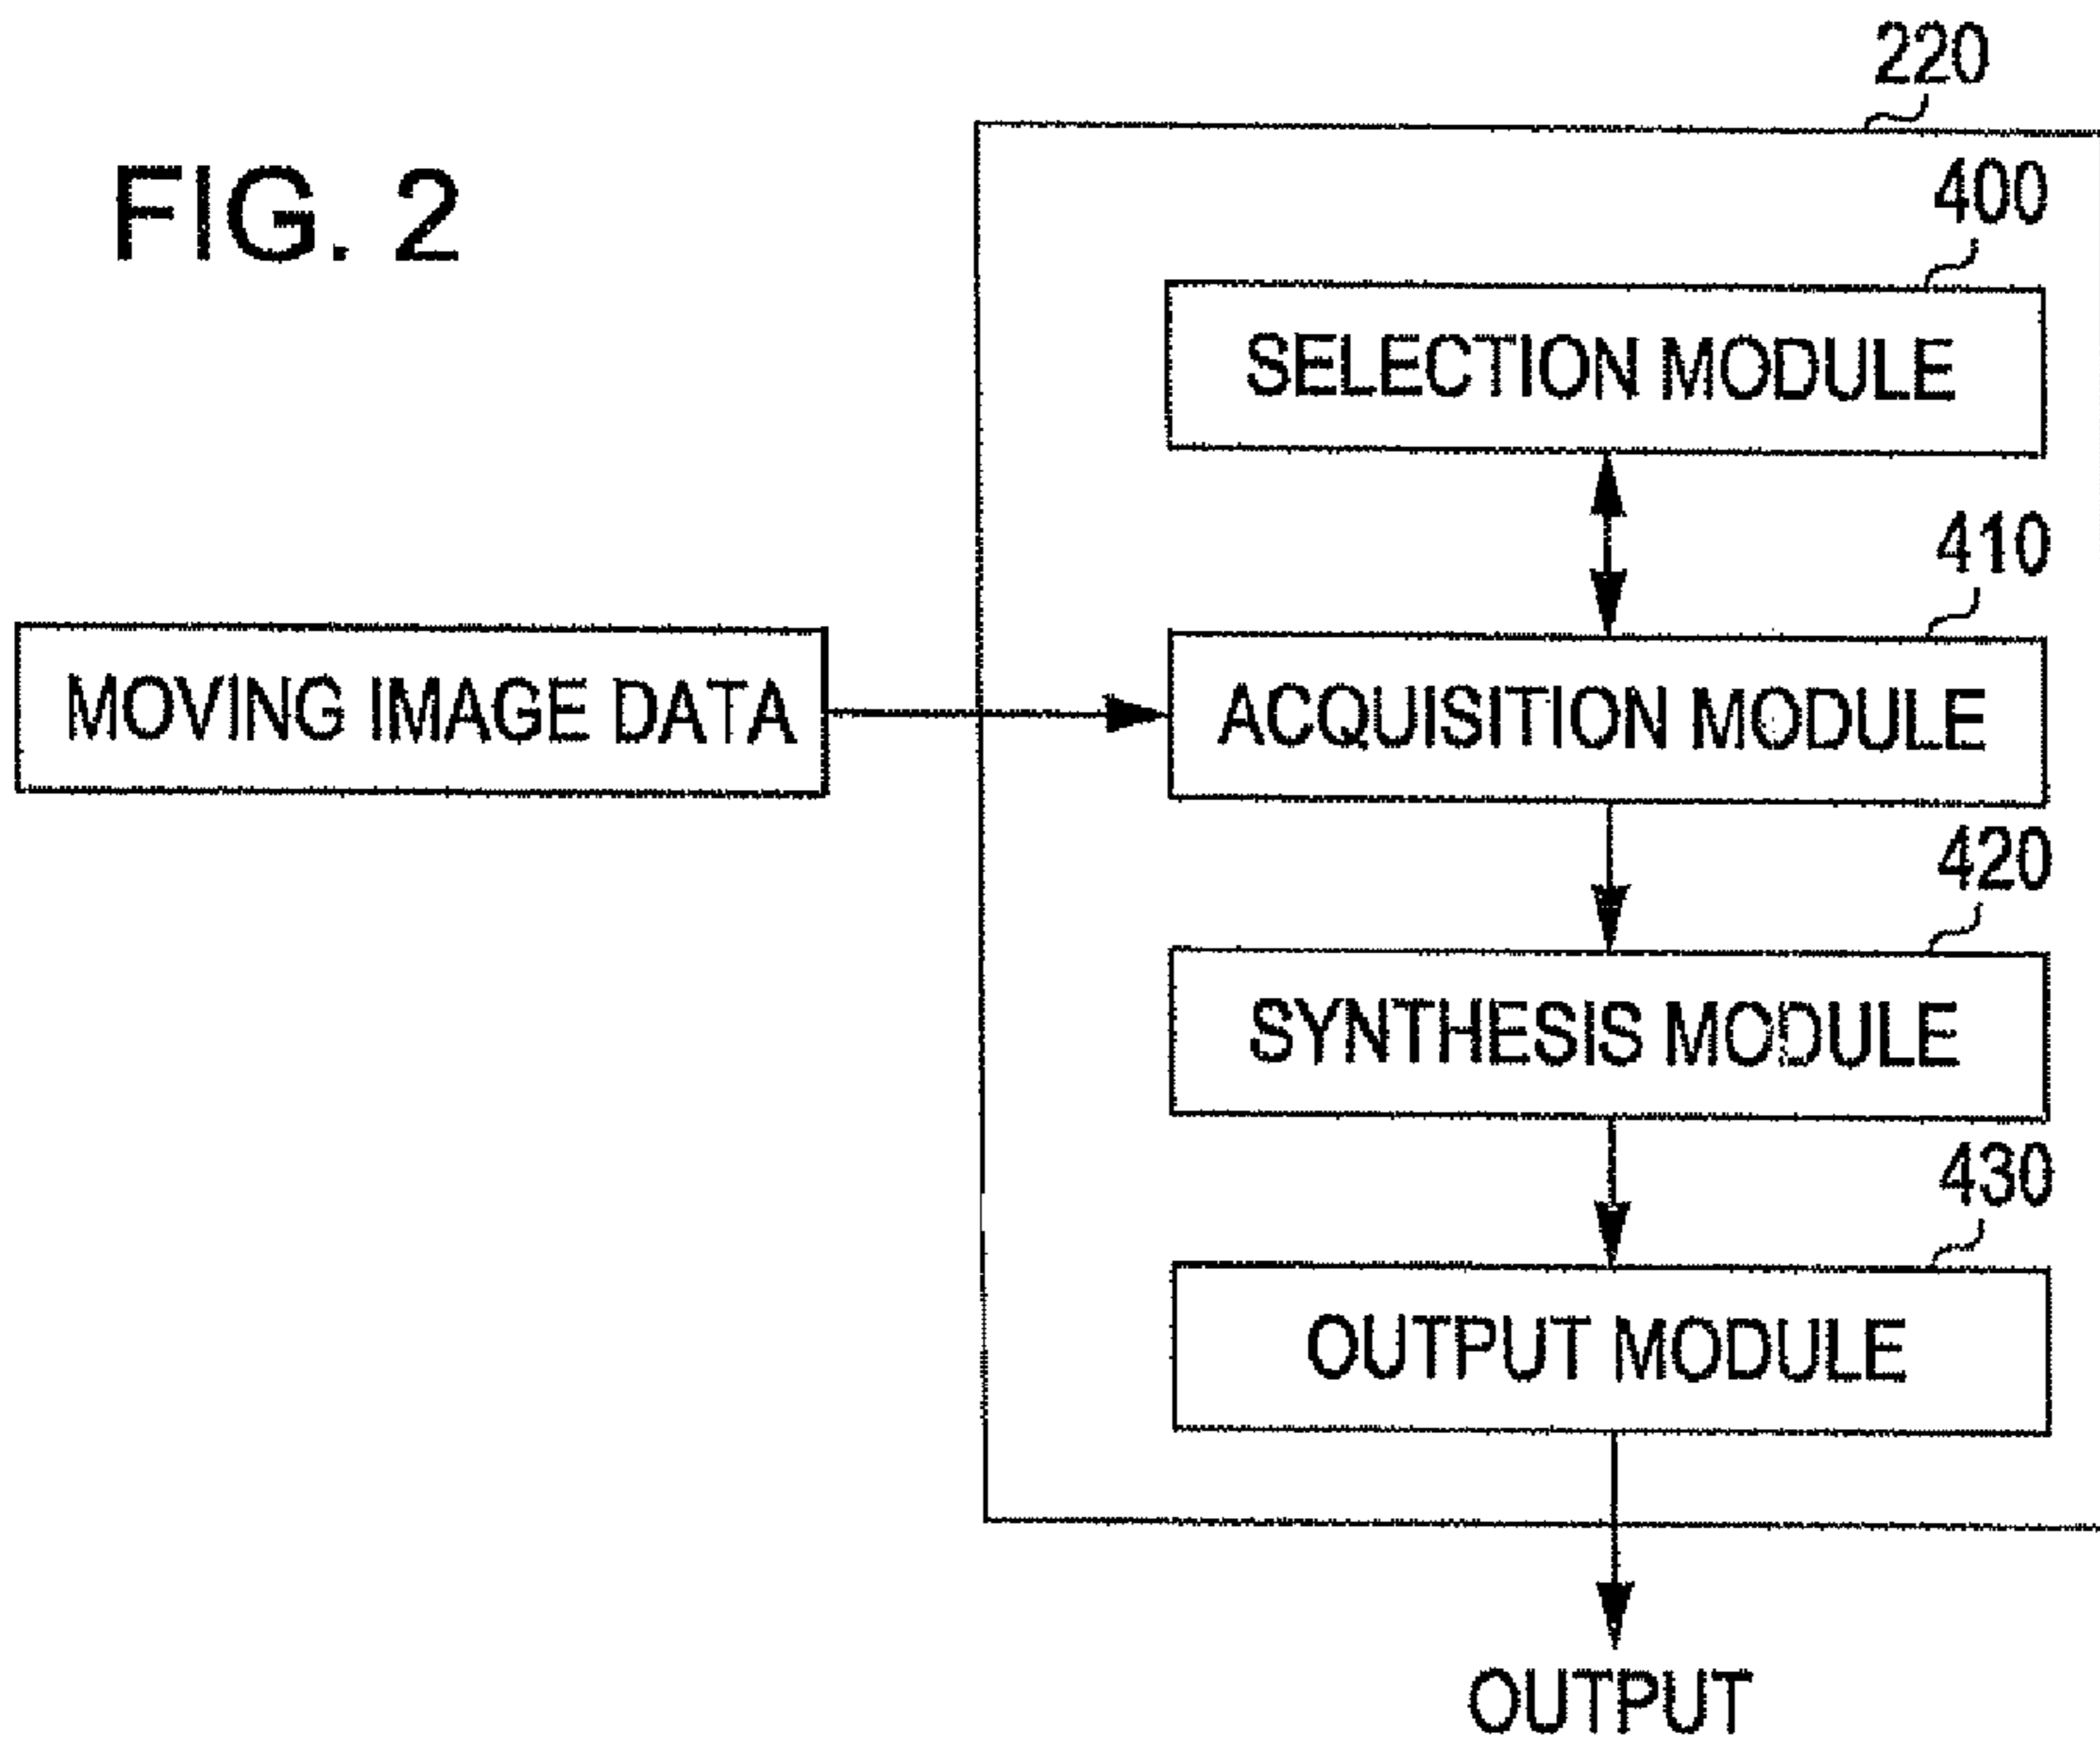 220
FIG. 2
400
SELECTION MODULE
410
MOVING IMAGE DATA
ACQUISITION MODULE
420
SYNTHESIS MODULE
430
OUTPUT MODULE
OUTPUT